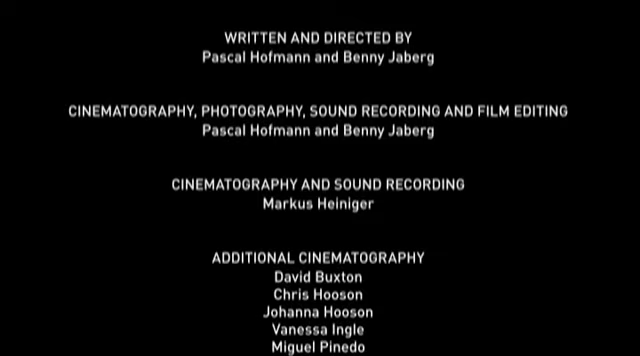 WRITTEN AND DIRECTED BY
Pascal Hofmann and Benny Jaberg
CINEMATOGRAPHY, PHOTOGRAPHY, SOUND RECORDING AND FILM EDITING
Pascal Hofmann and Benny Jaberg
CINEMATOGRAPHY AND SOUND RECORDING
Markus Heiniger
ADDITIONAL CINEMATOGRAPHY
David Buxton
Chris Hooson
Johanna Hooson
Vanessa Ingle
Miguel Pinedo